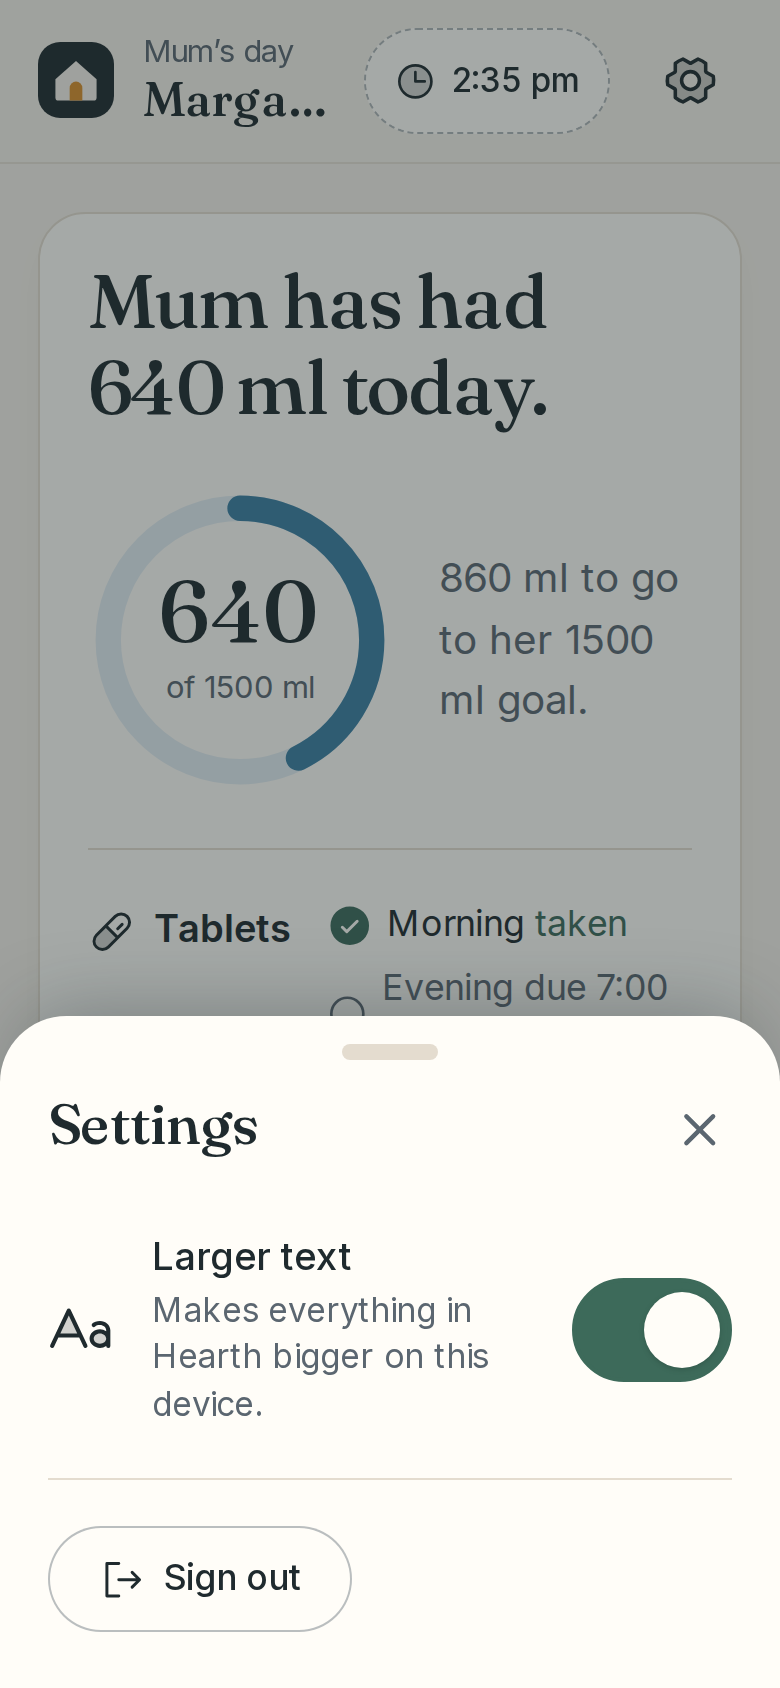 Mum’s day
Marga...
2:35 pm
Mum has had
640 ml today.
640
of 1500 ml
860 ml to go
to her 1500
ml goal.
Tablets
Morning taken
Evening due 7:00
Settings
Larger text
Makes everything in
Hearth bigger on this
device.
Aa
Sign out